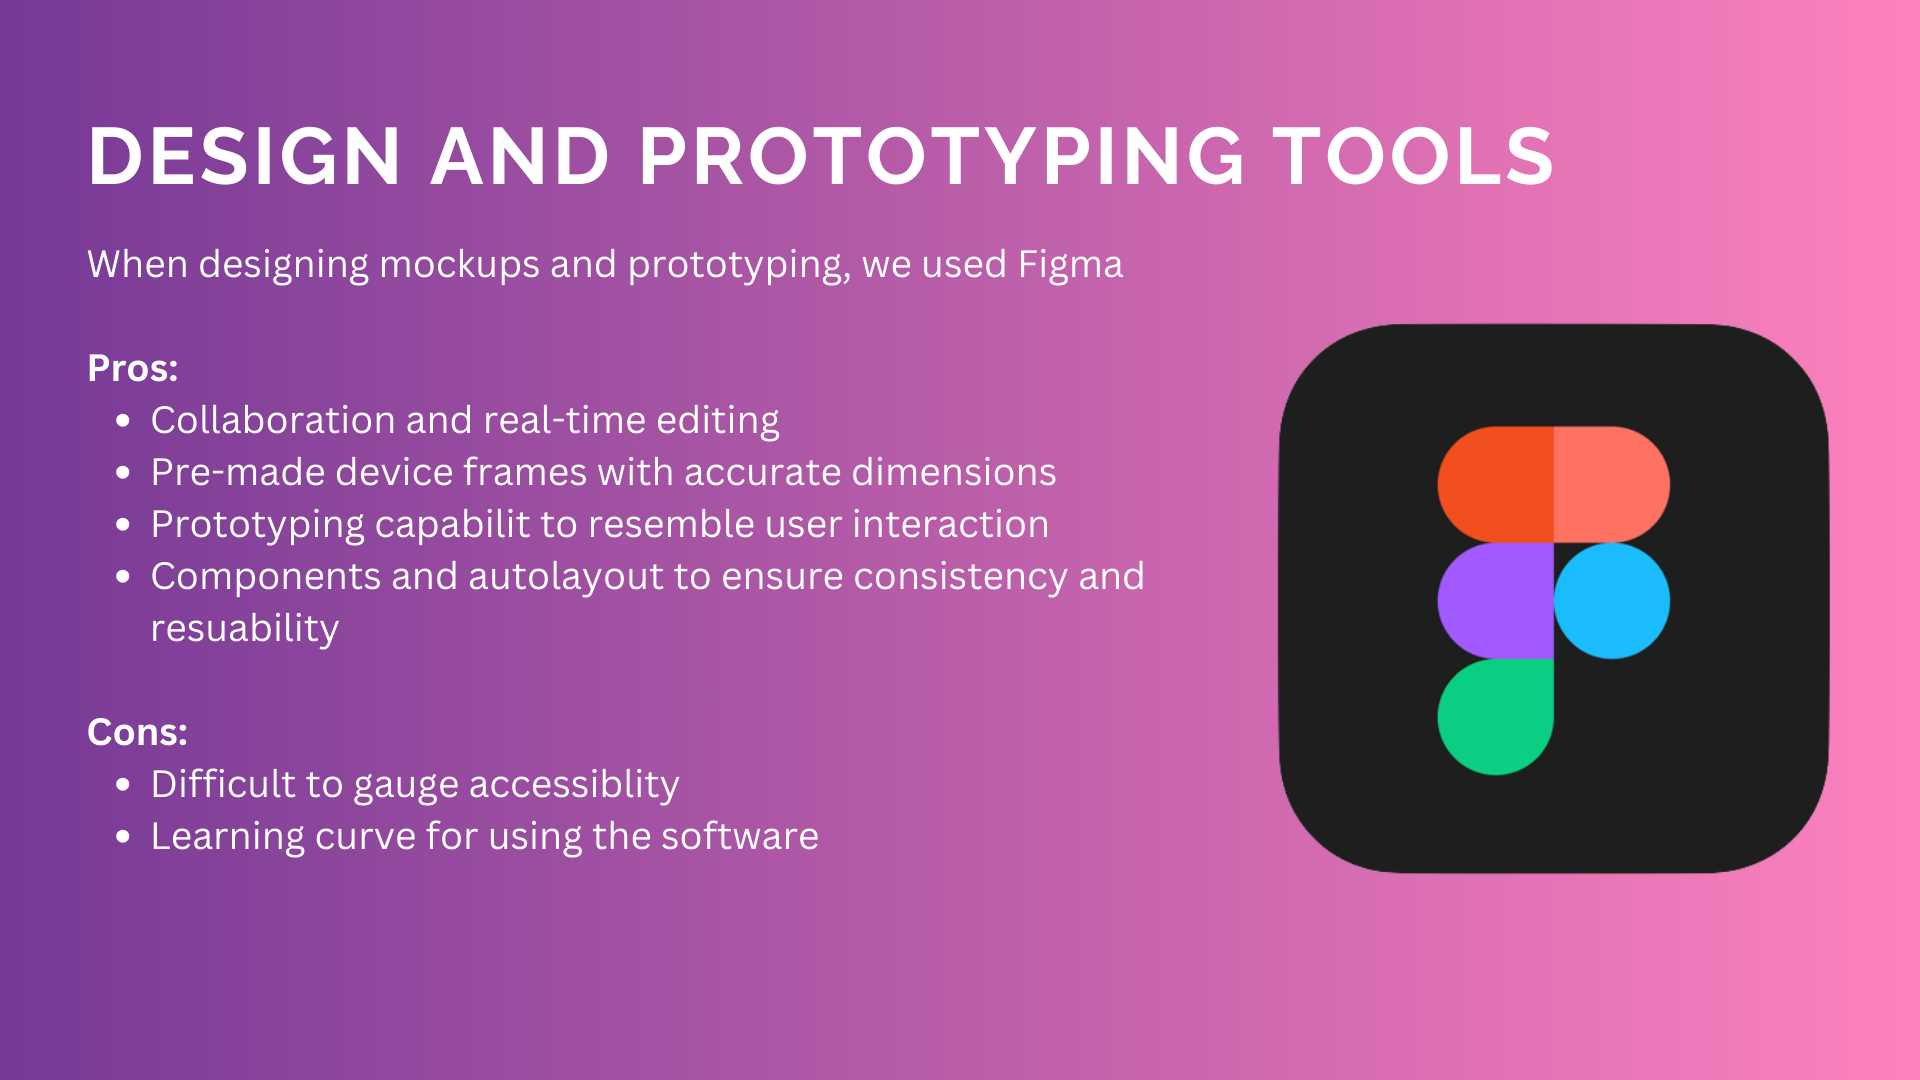 DESIGN AND PROTOTYPING TOOLS
When designing mockups and prototyping, we used Figma
Pros:
• Collaboration and real-time editing
• Pre-made device frames with accurate dimensions
• Prototyping capabilit to resemble user interaction
• Components and autolayout to ensure consistency and
resuability
Cons:
• Difficult to gauge accessiblity
• Learning curve for using the software